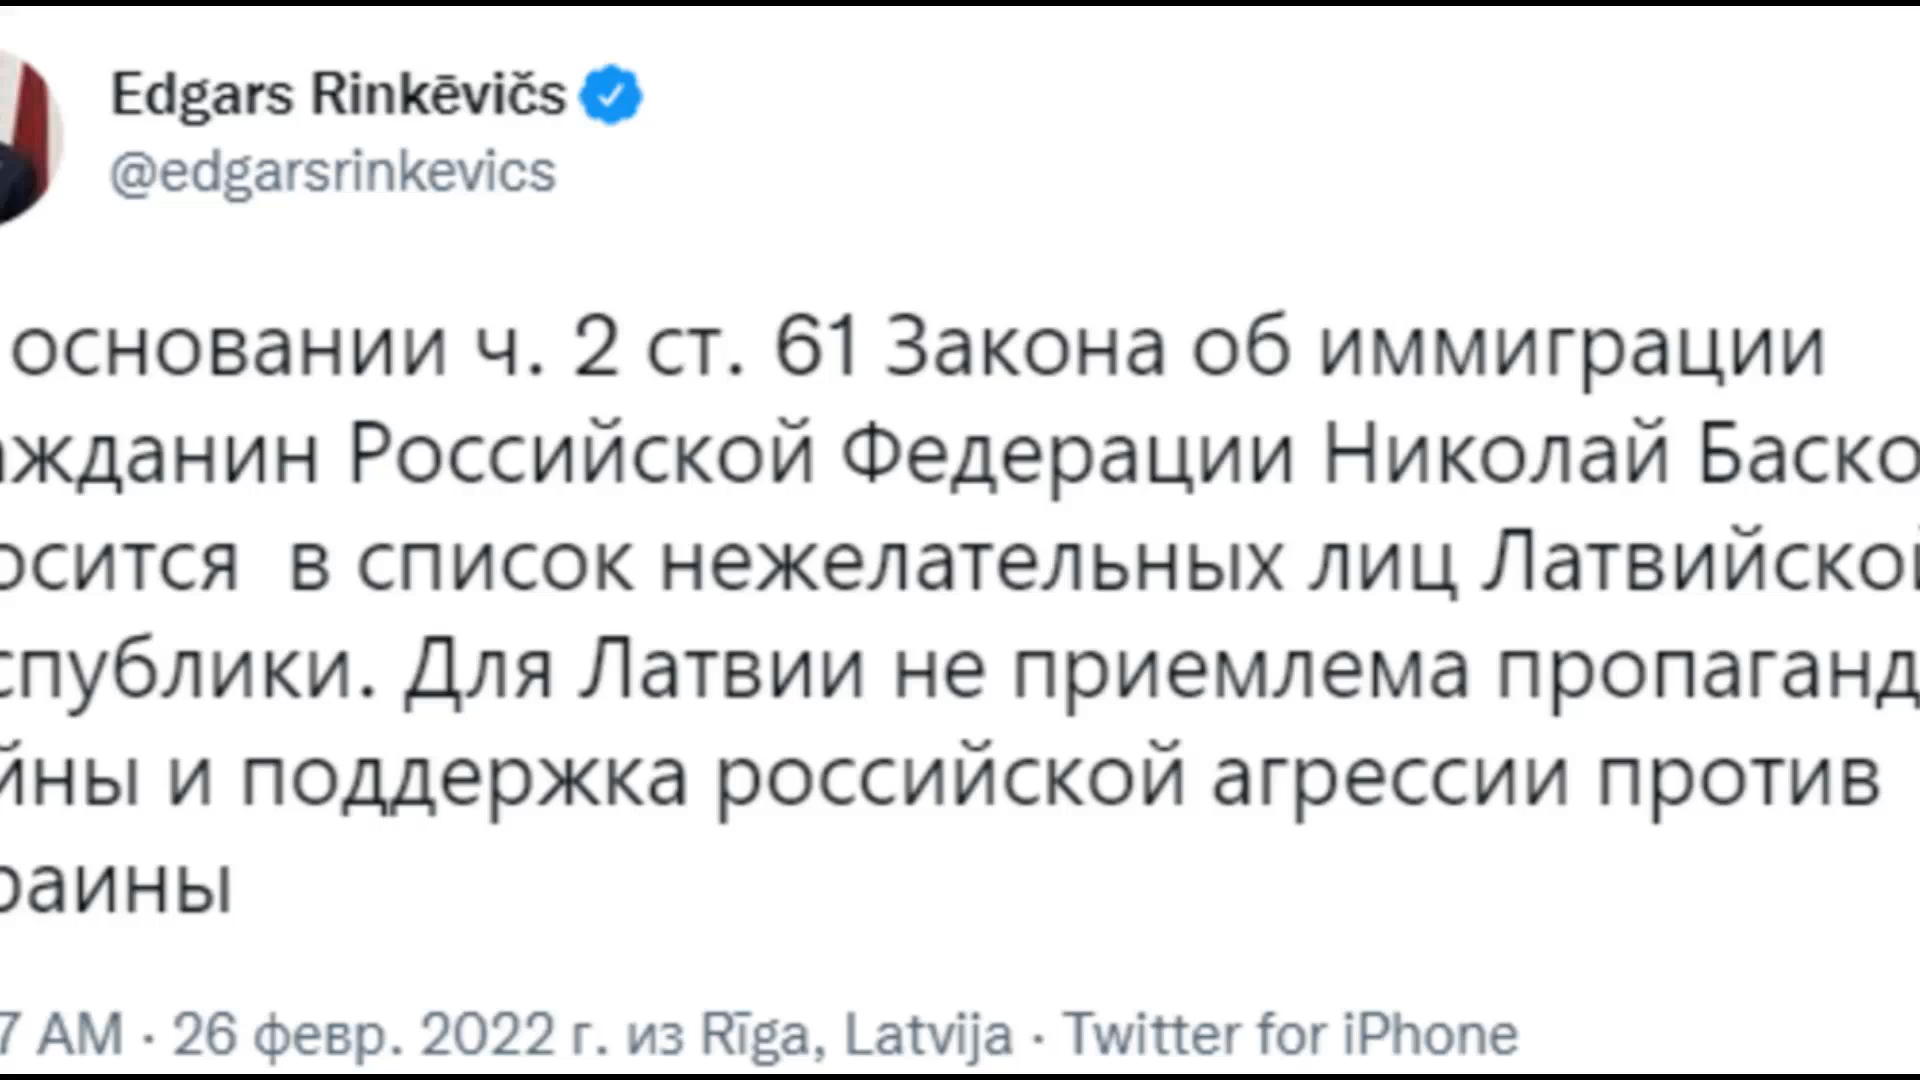 Edgars Rinkēvičs
@edgarsrinkevics
основании ч. 2 ст. 61 Закона об иммиграции
ажданин Российской Федерации Николай Баско
осится в список нежелательных лиц Латвийской
спублики. Для Латвии не приемлема пропаганд
йны и поддержка российской агрессии против
раины
7 AM · 26 февр. 2022 г. из Rīga, Latvija · Twitter for iPhone